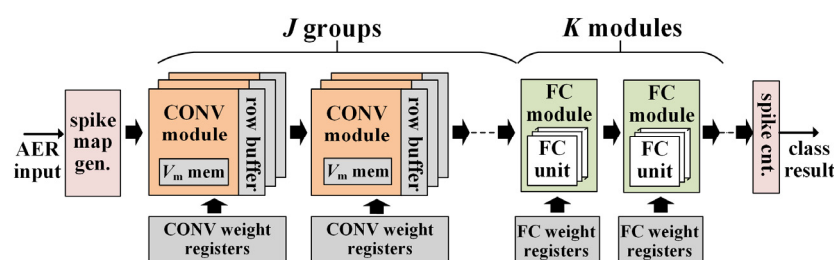 J groups
K modules
AER
input
spike
map
gen.
CONV
module
Vm mem
row buffer
CONV weight
registers
CONV
module
Vm mem
row buffer
CONV weight
registers
FC
module
FC
unit
FC weight
registers
FC
module
FC
unit
FC weight
registers
spike cnt.
class
result